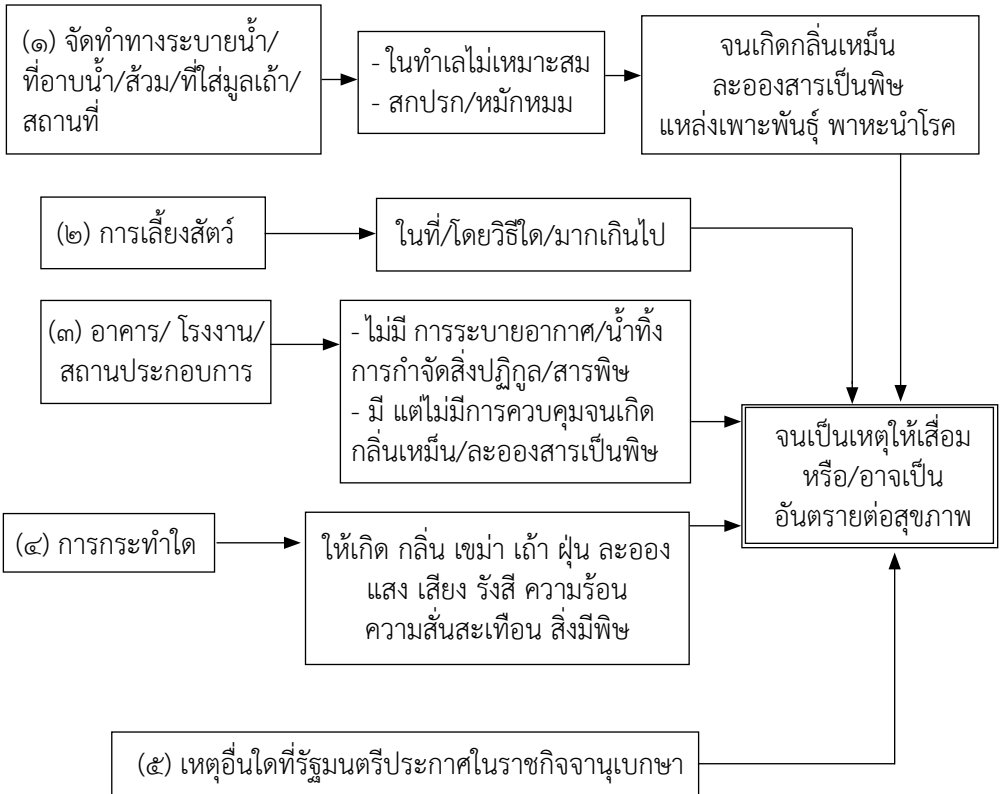 (๑) จัดทำทางระบายน้ำ/
ที่อาบน้ำ/ส้วม/ที่ใส่มูลเถ้า/
สถานที่
- ในทำเลไม่เหมาะสม
- สกปรก/หมักหมม
จนเกิดกลิ่นเหม็น
ละอองสารเป็นพิษ
แหล่งเพาะพันธุ์ พาหะนำโรค
(๒) การเลี้ยงสัตว์
ในที่/โดยวิธีใด/มากเกินไป
(๓) อาคาร/ โรงงาน/
สถานประกอบการ
- ไม่มี การระบายอากาศ/น้ำทิ้ง
การกำจัดสิ่งปฏิกูล/สารพิษ
- มี แต่ไม่มีการควบคุมจนเกิด
กลิ่นเหม็น/ละอองสารเป็นพิษ
จนเป็นเหตุให้เสื่อม
หรือ/อาจเป็น
อันตรายต่อสุขภาพ
(๔) การกระทำใด
ให้เกิด กลิ่น เขม่า เถ้า ฝุ่น ละออง
แสง เสียง รังสี ความร้อน
ความสั่นสะเทือน สิ่งมีพิษ
(๕) เหตุอื่นใดที่รัฐมนตรีประกาศในราชกิจจานุเบกษา